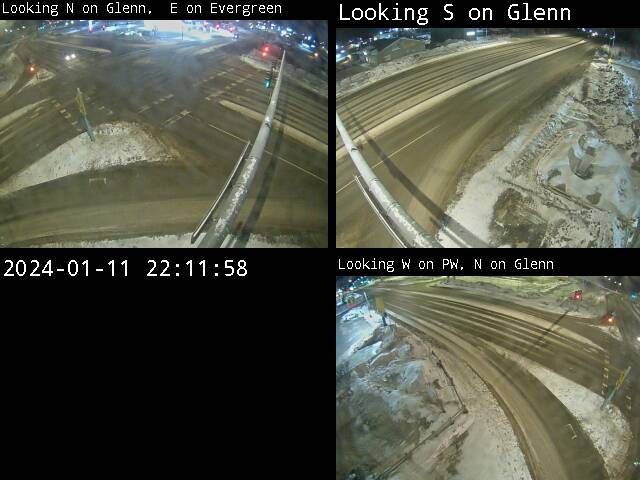 Looking N on Glenn,  E on Evergreen
Looking S on Glenn
2024-01-11 22:11:58
Looking W on PW, N on Glenn